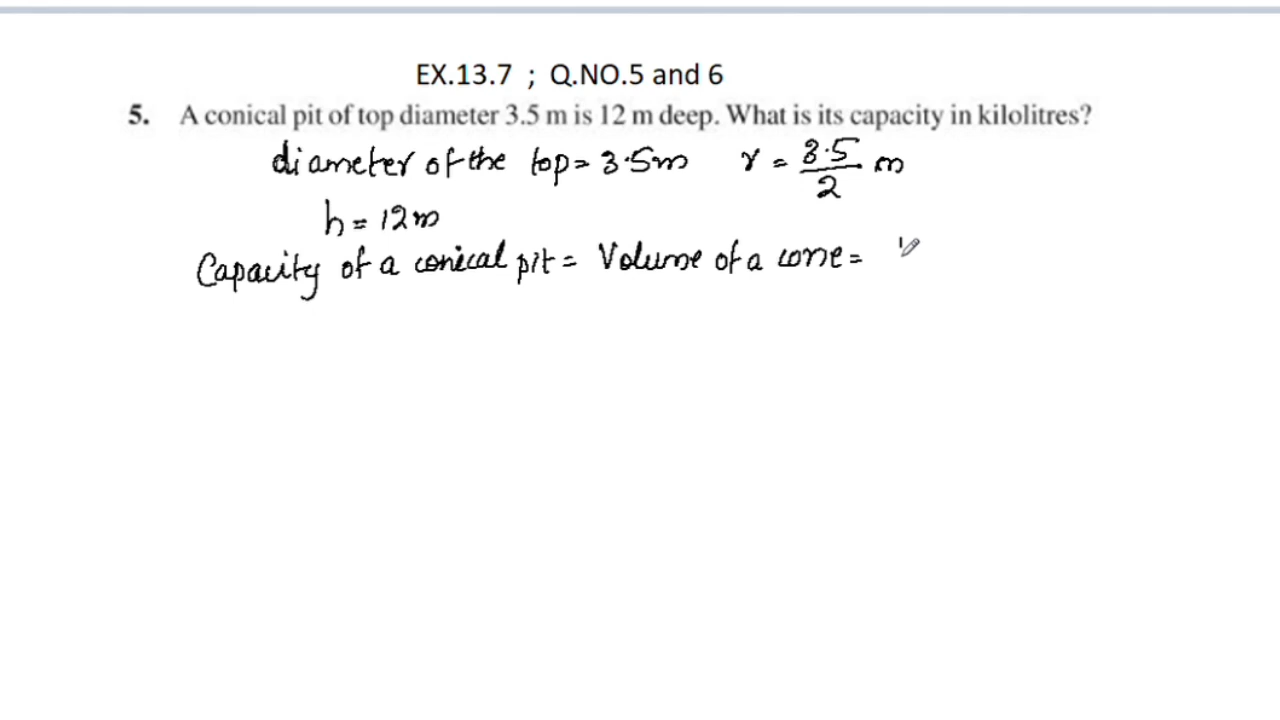 EX.13.7 ; Q.NO.5 and 6
5. A conical pit of top diameter 3.5 m is 12 m deep. What is its capacity in kilolitres?
diameter of the top = 3.5m r = 3.5/2 m
h = 12m
Capacity of a conical pit = Volume of a cone =